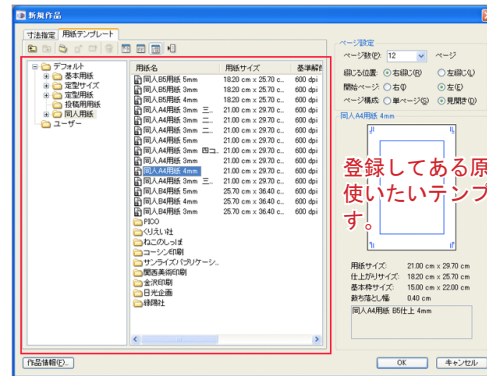 新規作品
寸法指定 用紙テンプレート
デフォルト
基本用紙
定型サイズ
定型用紙
投稿用用紙
同人用紙
ユーザー
用紙名 用紙サイズ 基準解
同人B5用紙 5mm 18.20 cm x 25.70 c... 600 dpi
同人B5用紙 3mm 18.20 cm x 25.70 c... 600 dpi
同人B5用紙 4mm 18.20 cm x 25.70 c... 600 dpi
同人A4用紙 3mm 三... 21.00 cm x 29.70 c... 600 dpi
同人A4用紙 3mm 二... 21.00 cm x 29.70 c... 600 dpi
同人A4用紙 3mm 二... 21.00 cm x 29.70 c... 600 dpi
同人A4用紙 3mm 四コ... 21.00 cm x 29.70 c... 600 dpi
同人A4用紙 3mm 21.00 cm x 29.70 c... 600 dpi
同人A4用紙 4mm 21.00 cm x 29.70 c... 600 dpi
同人A4用紙 3mm 三... 21.00 cm x 29.70 c... 600 dpi
同人B4用紙 5mm 25.70 cm x 36.40 c... 600 dpi
同人B4用紙 4mm 25.70 cm x 36.40 c... 600 dpi
同人B4用紙 3mm 25.70 cm x 36.40 c... 600 dpi
PICO
くりえい社
ねこのしっぽ
コーシン印刷
サンライズパブリケーシ...
関西美術印刷
金沢印刷
日光企画
緑陽社
ページ設定
ページ数(P): 12 ページ
綴じる位置: 右綴じ(R) 左綴じ(L)
開始ページ: 右(I) 左(E)
ページ構成: 単ページ(S) 見開き(D)
同人A4用紙 4mm
登録してある原
使いたいテンプ
す。
用紙サイズ: 21.00 cm x 29.70 cm
仕上がりサイズ: 18.20 cm x 25.70 cm
基本枠サイズ: 15.00 cm x 22.00 cm
裁ち落とし幅: 0.40 cm
同人A4用紙 B5仕上 4mm
作品情報(F)... OK キャンセル